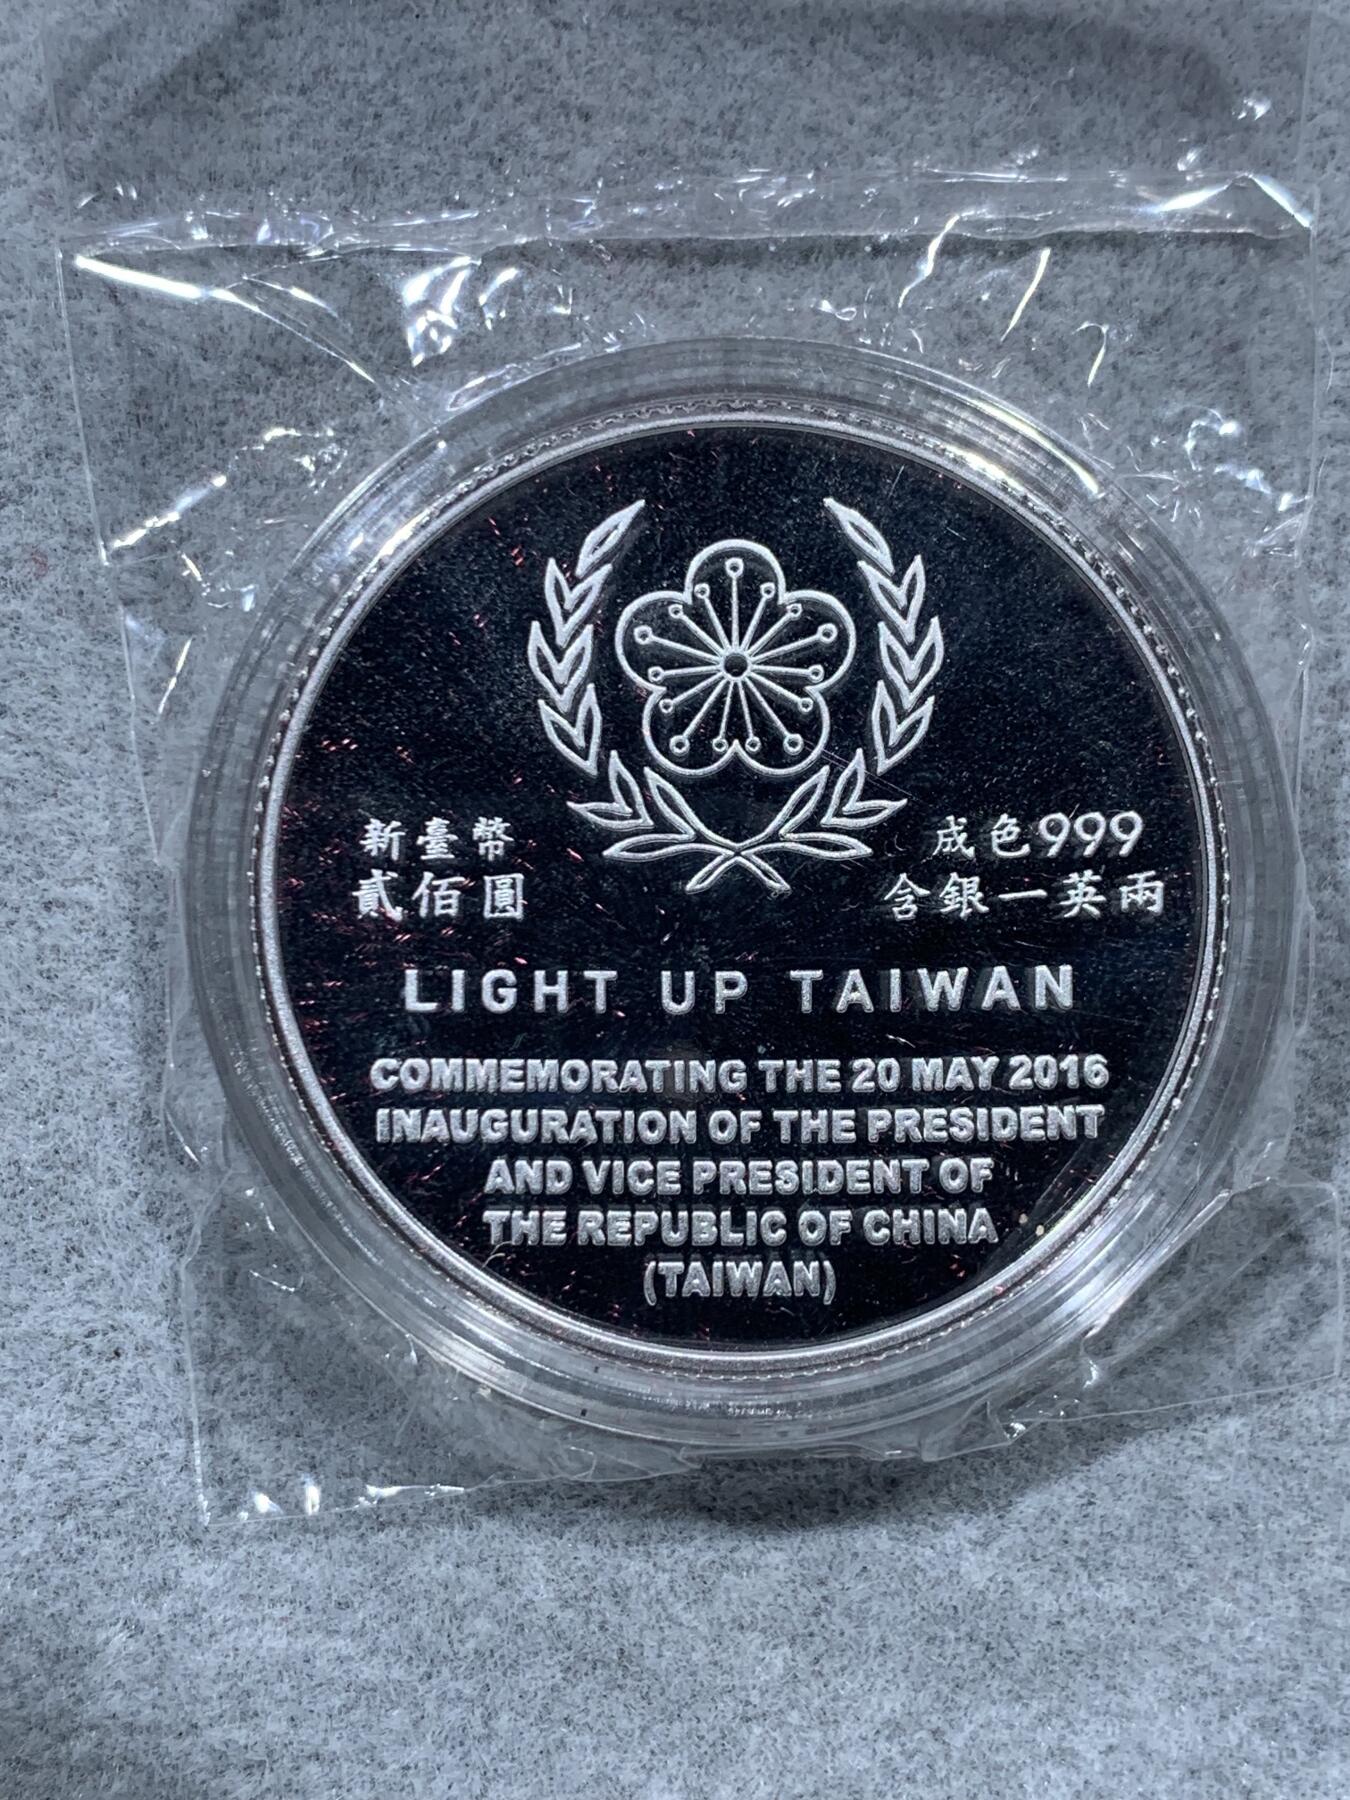 新臺幣
貳佰圓
成色999
含銀一英兩
LIGHT UP TAIWAN
COMMEMORATING THE 20 MAY 2016
INAUGURATION OF THE PRESIDENT
AND VICE PRESIDENT OF
THE REPUBLIC OF CHINA
(TAIWAN)